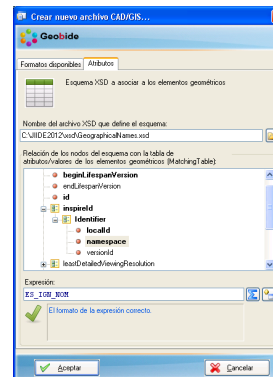 Crear nuevo archivo CAD/GIS...
Geobide
Formatos disponibles Atributos
Esquema XSD a asociar a los elementos geométricos
Nombre del archivo XSD que define el esquema:
C:\JIIDE2012\xsd\GeographicalNames.xsd
Relación de los nodos del esquema con la tabla de
atributos/valores de los elementos geométricos (MatchingTable):
beginLifespanVersion
endLifespanVersion
id
inspireId
Identifier
localId
namespace
versionId
leastDetailedViewingResolution
Expresión:
ES_IGN_NOM
El formato de la expresión correcto.
Aceptar Cancelar